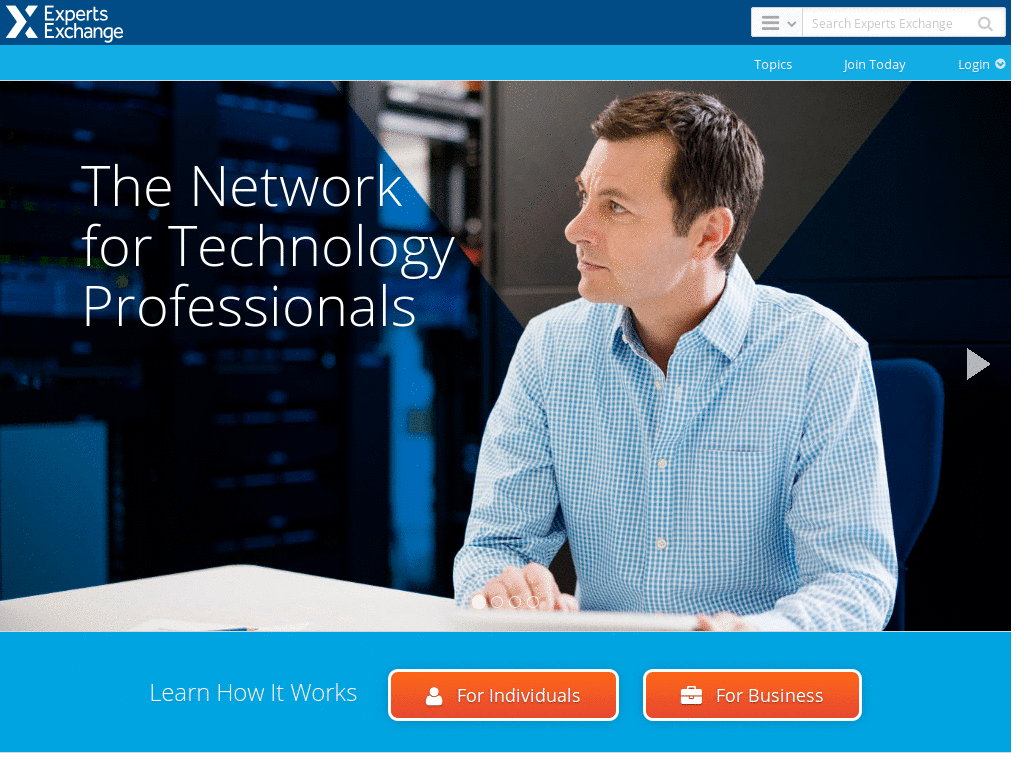 Experts
Exchange
Search Experts Exchange
Topics
Join Today
Login
The Network
for Technology
Professionals
Learn How It Works
For Individuals
For Business